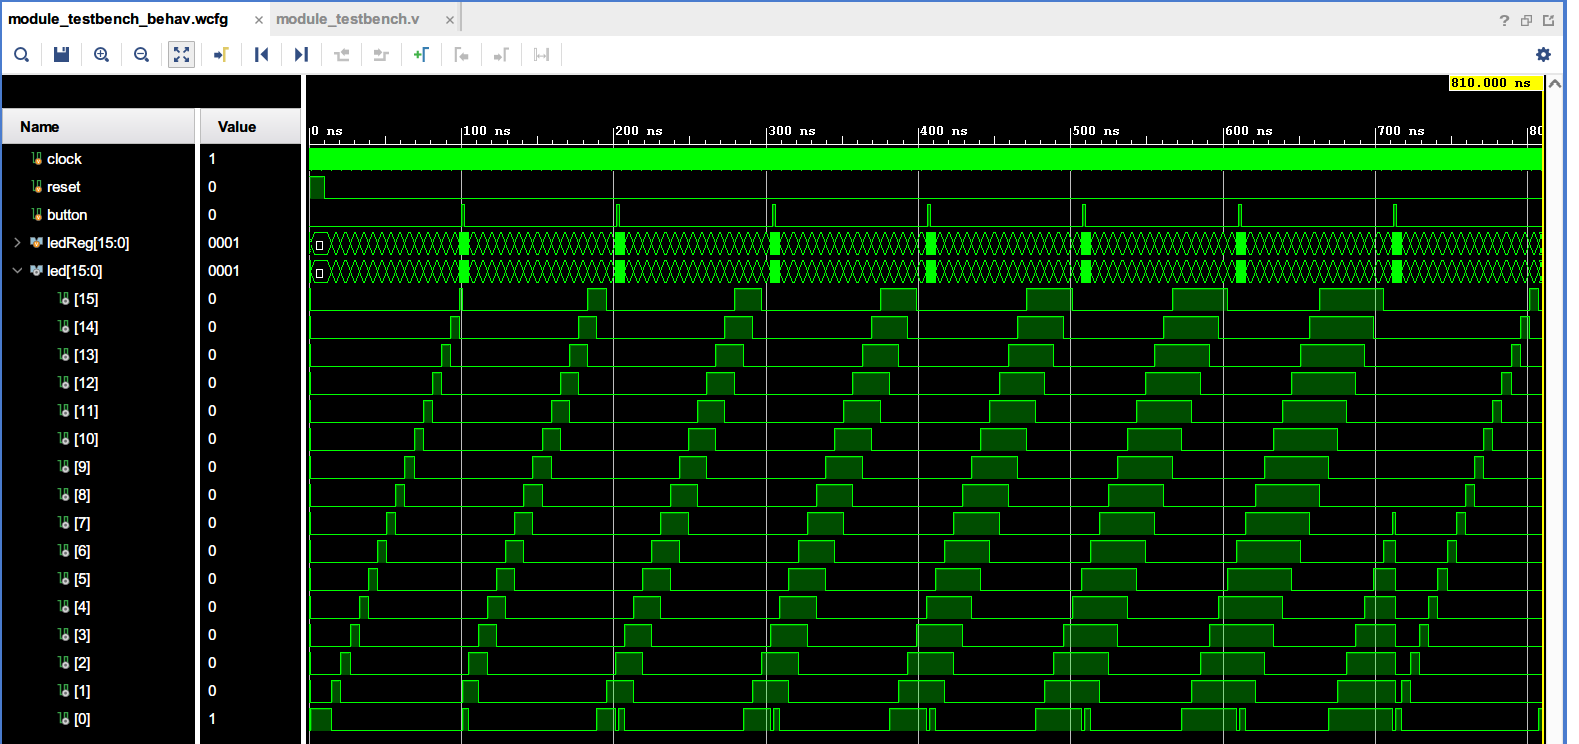 module_testbench_behav.wcfg × module_testbench.v × ?
810.000 ns
Name Value 0 ns 100 ns 200 ns 300 ns 400 ns 500 ns 600 ns 700 ns 80
clock 1
reset 0
button 0
ledReg[15:0] 0001
led[15:0] 0001
[15] 0
[14] 0
[13] 0
[12] 0
[11] 0
[10] 0
[9] 0
[8] 0
[7] 0
[6] 0
[5] 0
[4] 0
[3] 0
[2] 0
[1] 0
[0] 1